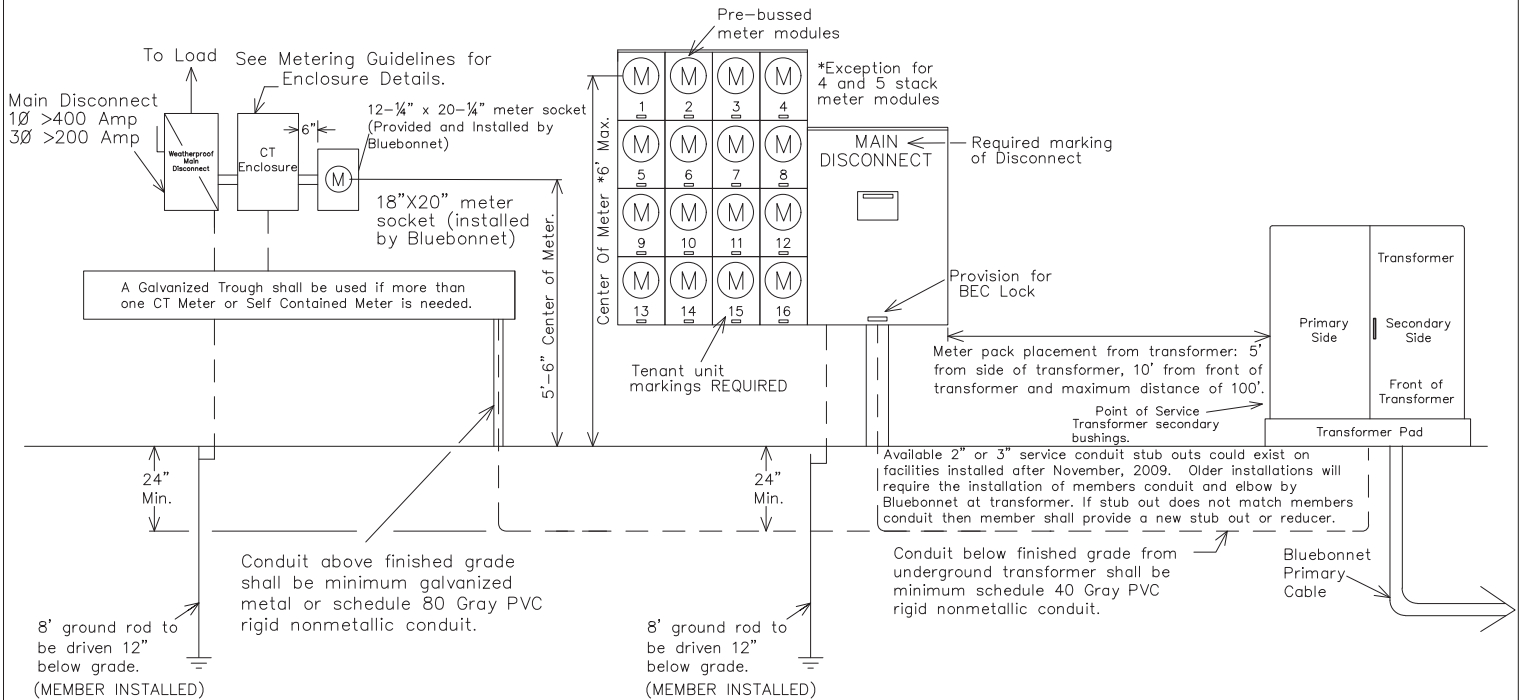 Pre-bussed
meter modules
To Load
See Metering Guidelines for
Enclosure Details.
Main Disconnect
1Ø >400 Amp
3Ø >200 Amp
12-¼" x 20-¼" meter socket
(Provided and Installed by
Bluebonnet)
6"
Weatherproof
Main
Disconnect
CT
Enclosure
M
18"X20" meter
socket (installed
by Bluebonnet)
5'-6" Center of Meter.
Center Of Meter *6' Max.
M M M M
1 2 3 4
M M M M
5 6 7 8
M M M M
9 10 11 12
M M M M
13 14 15 16
*Exception for
4 and 5 stack
meter modules
MAIN
DISCONNECT
Required marking
of Disconnect
Provision for
BEC Lock
A Galvanized Trough shall be used if more than
one CT Meter or Self Contained Meter is needed.
Tenant unit
markings REQUIRED
Meter pack placement from transformer: 5'
from side of transformer, 10' from front of
transformer and maximum distance of 100'.
Point of Service
Transformer secondary
bushings.
Primary
Side
Transformer
Secondary
Side
Front of
Transformer
Transformer Pad
24"
Min.
24"
Min.
Available 2" or 3" service conduit stub outs could exist on
facilities installed after November, 2009. Older installations will
require the installation of members conduit and elbow by
Bluebonnet at transformer. If stub out does not match members
conduit then member shall provide a new stub out or reducer.
Conduit above finished grade
shall be minimum galvanized
metal or schedule 80 Gray PVC
rigid nonmetallic conduit.
Conduit below finished grade from
underground transformer shall be
minimum schedule 40 Gray PVC
rigid nonmetallic conduit.
Bluebonnet
Primary
Cable
8' ground rod to
be driven 12"
below grade.
(MEMBER INSTALLED)
8' ground rod to
be driven 12"
below grade.
(MEMBER INSTALLED)